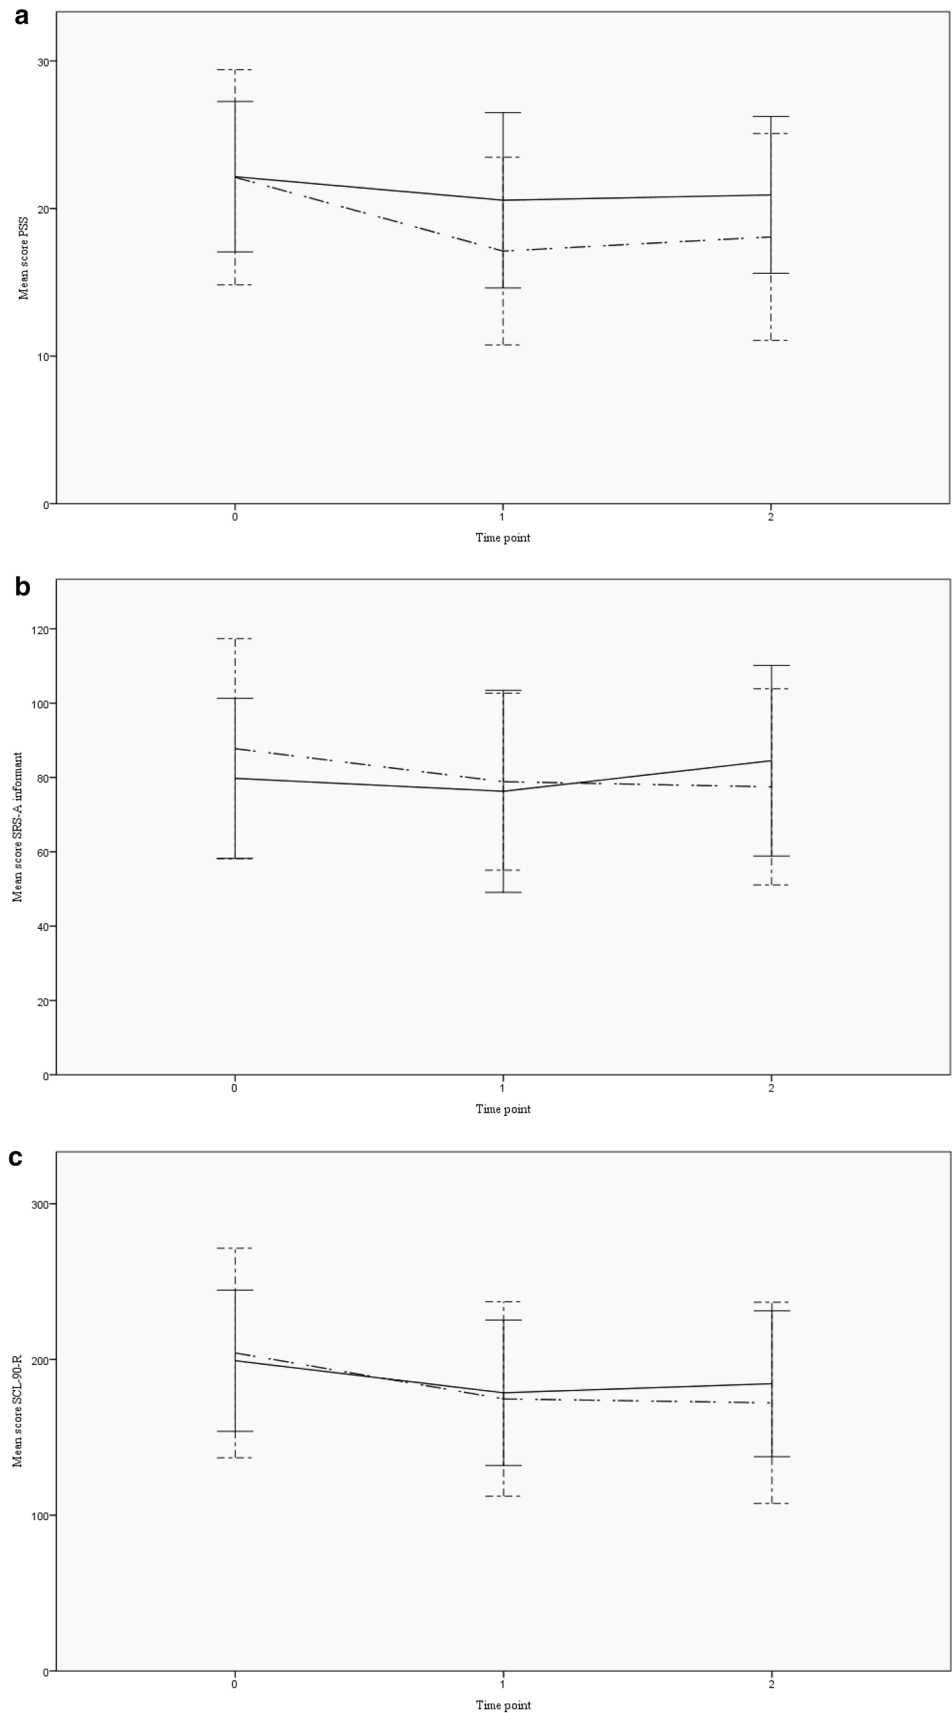 a
30
20
10
0
Mean score PSS
0 1 2
Time point
b
120
100
80
60
40
20
0
Mean score SRS-A informant
0 1 2
Time point
c
300
200
100
0
Mean score SCL-90-R
0 1 2
Time point